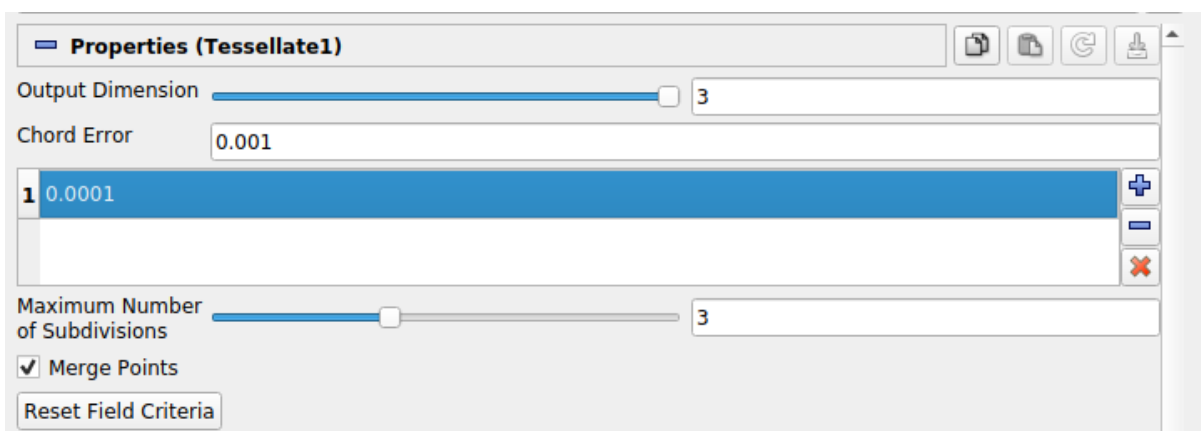 Properties (Tessellate1)
Output Dimension 3
Chord Error 0.001
1 0.0001
Maximum Number
of Subdivisions 3
Merge Points
Reset Field Criteria